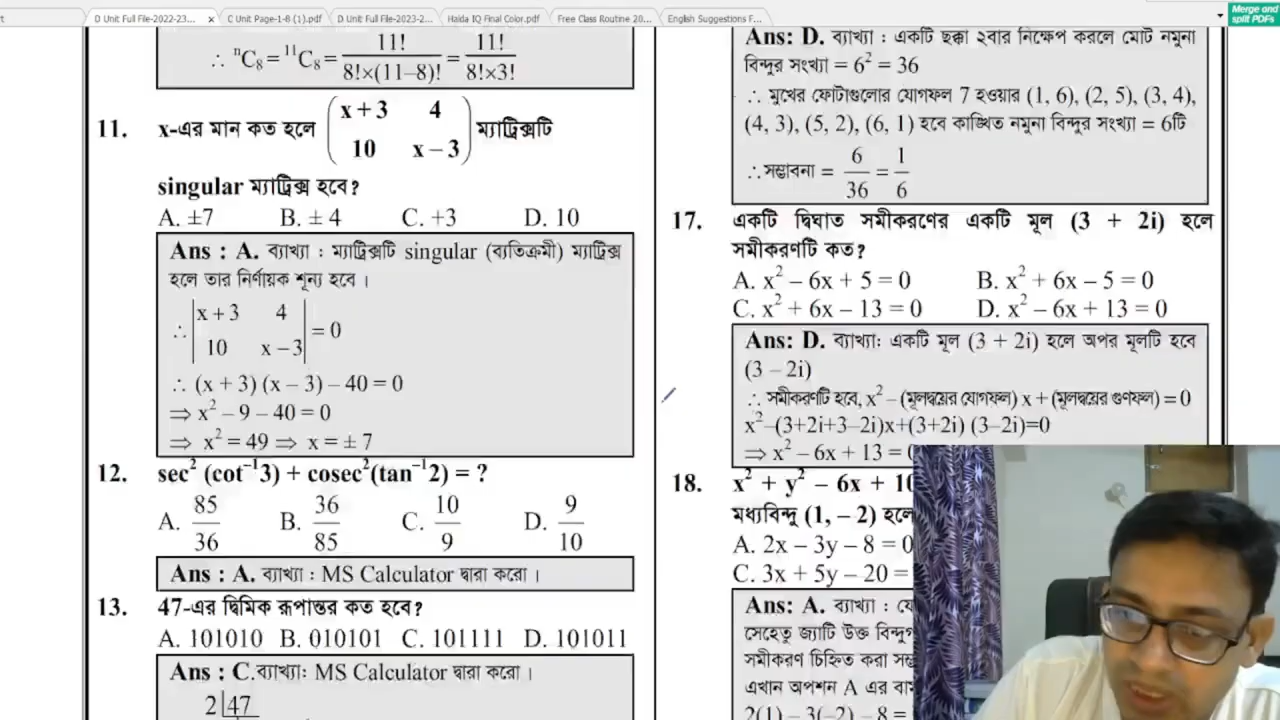 D Unit Full File-2022-23...
C Unit Page-1-8 (1).pdf
D Unit Full File-2023-2...
Haida IQ Final Color.pdf
Free Class Routine 20...
English Suggestions F...
Merge and
split PDFs
∴ ⁿC₈ = ¹¹C₈ = 11!/(8!×(11–8)!) = 11!/(8!×3!)
11. x-এর মান কত হলে (x + 3 4
10 x – 3) ম্যাট্রিক্সটি
singular ম্যাট্রিক্স হবে?
A. ±7 B. ± 4 C. +3 D. 10
Ans : A. ব্যাখ্যা : ম্যাট্রিক্সটি singular (ব্যতিক্রমী) ম্যাট্রিক্স
হলে তার নির্ণায়ক শূন্য হবে।
∴ |x + 3 4
10 x – 3| = 0
∴ (x + 3) (x – 3) – 40 = 0
⇒ x² – 9 – 40 = 0
⇒ x² = 49 ⇒ x = ± 7
12. sec² (cot⁻¹3) + cosec²(tan⁻¹2) = ?
A. 85/36 B. 36/85 C. 10/9 D. 9/10
Ans : A. ব্যাখ্যা : MS Calculator দ্বারা করো।
13. 47-এর দ্বিমিক রূপান্তর কত হবে?
A. 101010 B. 010101 C. 101111 D. 101011
Ans : C. ব্যাখ্যাঃ MS Calculator দ্বারা করো।
2|47
Ans: D. ব্যাখ্যা : একটি ছক্কা ২বার নিক্ষেপ করলে মোট নমুনা
বিন্দুর সংখ্যা = 6² = 36
∴ মুখের ফোটাগুলোর যোগফল 7 হওয়ার (1, 6), (2, 5), (3, 4),
(4, 3), (5, 2), (6, 1) হবে কাঙ্খিত নমুনা বিন্দুর সংখ্যা = 6টি
∴ সম্ভাবনা = 6/36 = 1/6
17. একটি দ্বিঘাত সমীকরণের একটি মূল (3 + 2i) হলে
সমীকরণটি কত?
A. x² – 6x + 5 = 0 B. x² + 6x – 5 = 0
C. x² + 6x – 13 = 0 D. x² – 6x + 13 = 0
Ans: D. ব্যাখ্যাঃ একটি মূল (3 + 2i) হলে অপর মূলটি হবে
(3 – 2i)
∴ সমীকরণটি হবে, x² – (মূলদ্বয়ের যোগফল) x + (মূলদ্বয়ের গুণফল) = 0
x²–(3+2i+3–2i)x+(3+2i) (3–2i)=0
⇒ x² – 6x + 13 =
18. x² + y² – 6x + 10
মধ্যবিন্দু (1, – 2) হলে
A. 2x – 3y – 8 = 0
C. 3x + 5y – 20 =
Ans: A. ব্যাখ্যা :
সেহেতু জ্যাটি উক্ত
সমীকরণ চিহ্নিত করা
এখান অপশন A এর
2(1) – 3(–2) – 8 =